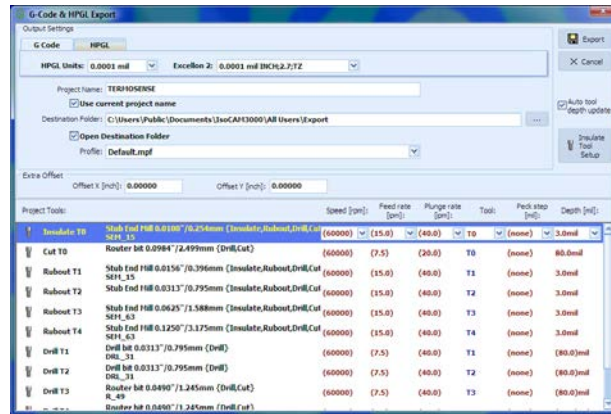 G-Code & HPGL Export
Output Settings
G Code HPGL
HPGL Units: 0.0001 mil Excellon 2: 0.0001 mil INCH;2.7;TZ
Export
Cancel
Project Name: TERMOSENSE
Use current project name
Auto tool
depth update
Destination Folder: C:\Users\Public\Documents\IsoCAM3000\All Users\Export ...
Open Destination Folder
Profile: Default.mpf
Insulate
Tool
Setup
Extra Offset
Offset X [inch]: 0.00000 Offset Y [inch]: 0.00000
Project Tools: Speed [rpm]: Feed rate [ipm]: Plunge rate [ipm]: Tool: Peck step [mil]: Depth [mil]:
Insulate T0 Stub End Mill 0.0100"/0.254mm {Insulate,Rubout,Drill,Cut (60000) (15.0) (40.0) T0 (none) 3.0mil
SEM_15
Cut T0 Router bit 0.0984"/2.499mm {Drill,Cut} (60000) (7.5) (20.0) T0 (none) 80.0mil
Rubout T1 Stub End Mill 0.0156"/0.396mm {Insulate,Rubout,Drill,Cut (60000) (15.0) (40.0) T1 (none) 3.0mil
SEM_15
Rubout T2 Stub End Mill 0.0313"/0.795mm {Insulate,Rubout,Drill,Cut (60000) (15.0) (40.0) T2 (none) 3.0mil
Rubout T3 Stub End Mill 0.0625"/1.588mm {Insulate,Rubout,Drill,Cut (60000) (15.0) (40.0) T3 (none) 3.0mil
SEM_63
Rubout T4 Stub End Mill 0.1250"/3.175mm {Insulate,Rubout,Drill,Cut (60000) (15.0) (40.0) T4 (none) 3.0mil
SEM_63
Drill T1 Drill bit 0.0313"/0.795mm {Drill} (60000) (7.5) (40.0) T1 (none) (80.0)mil
DRL_31
Drill T2 Drill bit 0.0313"/0.795mm {Drill} (60000) (7.5) (40.0) T2 (none) (80.0)mil
DRL_31
Drill T3 Router bit 0.0490"/1.245mm {Drill,Cut} (60000) (7.5) (40.0) T3 (none) (80.0)mil
R_49
Router bit 0.0490"/1.245mm {Drill,Cut}